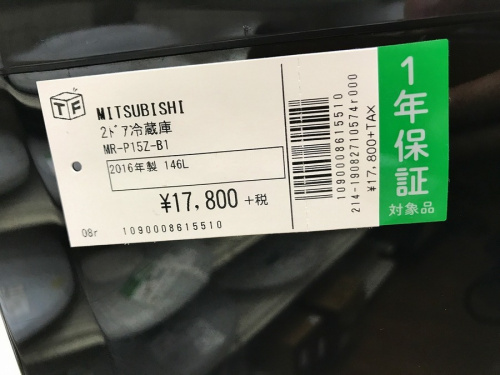 TF
MITSUBISHI
2ﾄﾞア冷蔵庫
MR-P15Z-B1
2016年製 146L
¥17,800 +税
08r
1090008615510
1090008615510
214-19082710574r000
¥17,800+TAX
1年保証
対象品